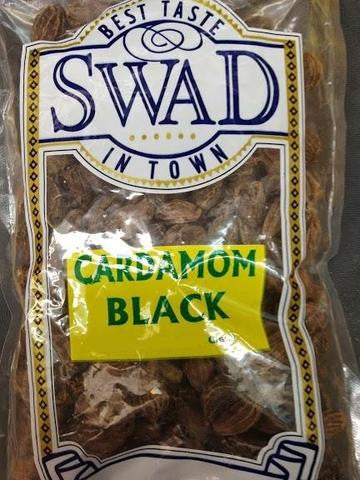 BEST TASTE
SWAD
IN TOWN
CARDAMOM
BLACK